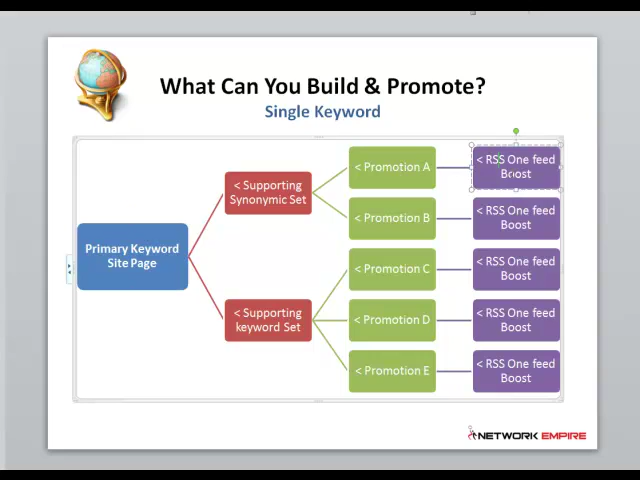 What Can You Build & Promote?
Single Keyword
Primary Keyword
Site Page
< Supporting
Synonymic Set
< Supporting
keyword Set
< Promotion A
< Promotion B
< Promotion C
< Promotion D
< Promotion E
< RSS One feed
Boost
< RSS One feed
Boost
< RSS One feed
Boost
< RSS One feed
Boost
< RSS One feed
Boost
NETWORK EMPIRE